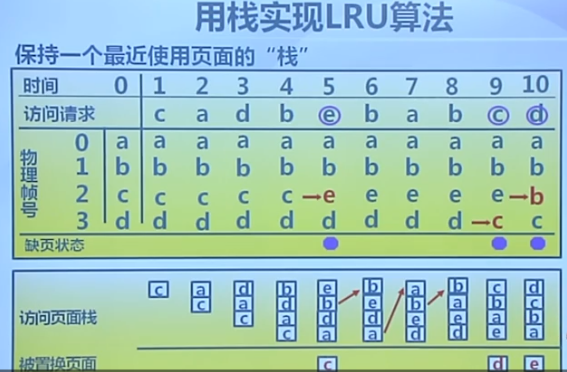 用栈实现LRU算法
保持一个最近使用页面的“栈”
时间 0 1 2 3 4 5 6 7 8 9 10
访问请求 c a d b e b a b c d
物理帧号
0 a a a a a a a a a a a
1 b b b b b b b b b b b
2 c c c c c →e e e e e →b
3 d d d d d d d d d →c c
缺页状态
访问页面栈
c a d b e b a b c d
c a d b e b a b c
c a d d e e a b
c a a d d e a
被置换页面 c d e